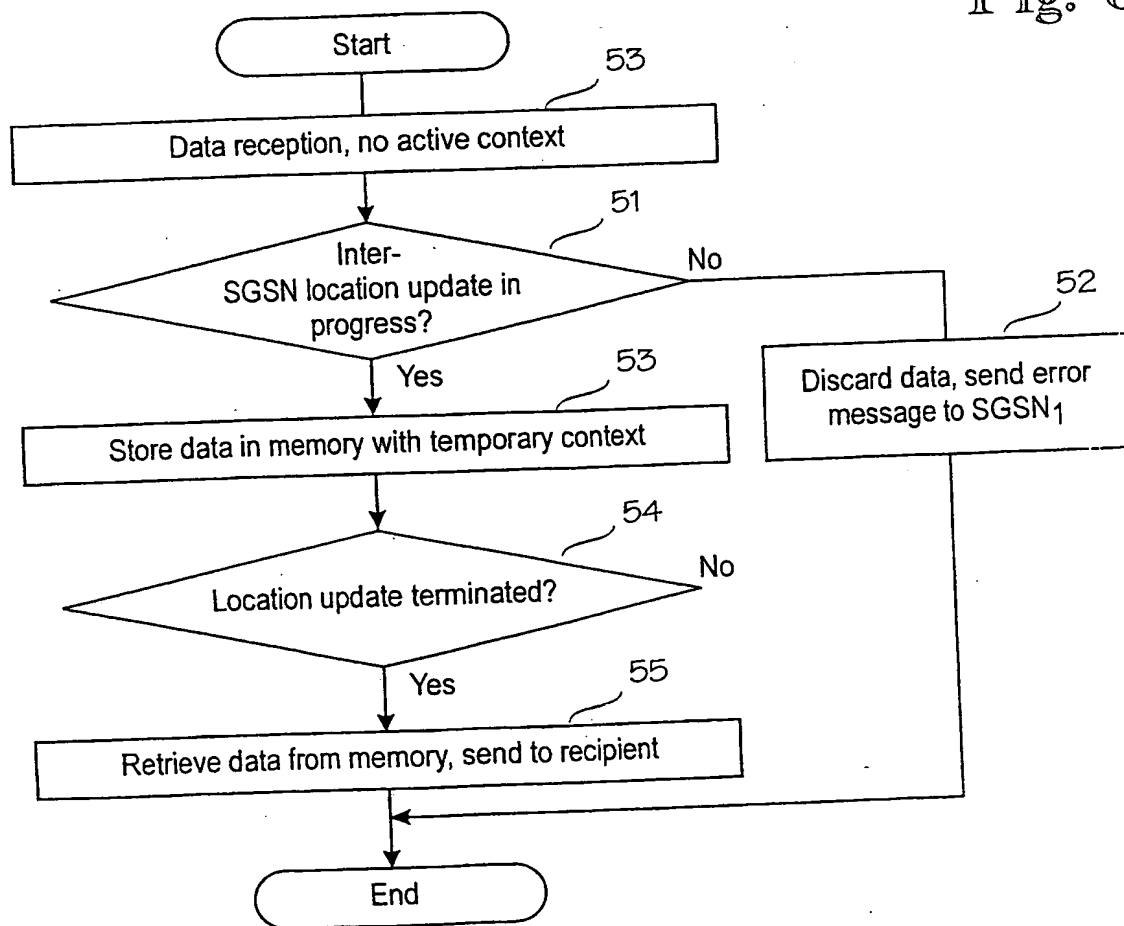 Fig.
Start
53
Data reception, no active context
51
Inter-
SGSN location update in
progress?
No
52
Discard data, send error
message to SGSN1
Yes
53
Store data in memory with temporary context
54
Location update terminated?
No
Yes
55
Retrieve data from memory, send to recipient
End